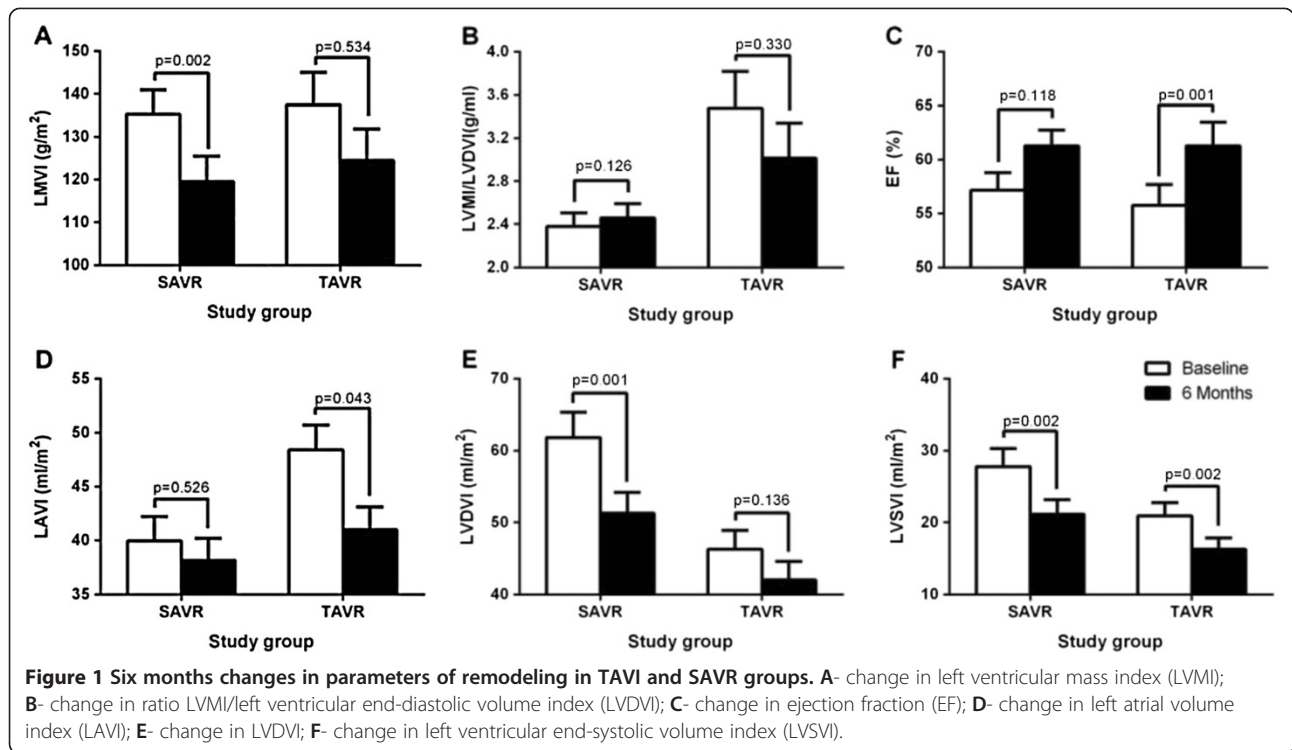 A
LMVI (g/m²)
150
140
130
120
110
100
p=0.002
p=0.534
SAVR
TAVR
Study group
B
LVMI/LVDVI(g/ml)
4.0
3.6
3.2
2.8
2.4
2.0
p=0.126
p=0.330
SAVR
TAVR
Study group
C
EF (%)
70
65
60
55
50
p=0.118
p=0 001
SAVR
TAVR
Study group
D
LAVI (ml/m²)
55
50
45
40
35
p=0.526
p=0.043
SAVR
TAVR
Study group
E
LVDVI (ml/m²)
70
60
50
40
p=0.001
p=0.136
SAVR
TAVR
Study group
F
LVSVI (ml/m²)
40
30
20
10
Baseline
6 Months
p=0.002
p=0.002
SAVR
TAVR
Study group
Figure 1 Six months changes in parameters of remodeling in TAVI and SAVR groups. A- change in left ventricular mass index (LVMI);
B- change in ratio LVMI/left ventricular end-diastolic volume index (LVDVI); C- change in ejection fraction (EF); D- change in left atrial volume
index (LAVI); E- change in LVDVI; F- change in left ventricular end-systolic volume index (LVSVI).